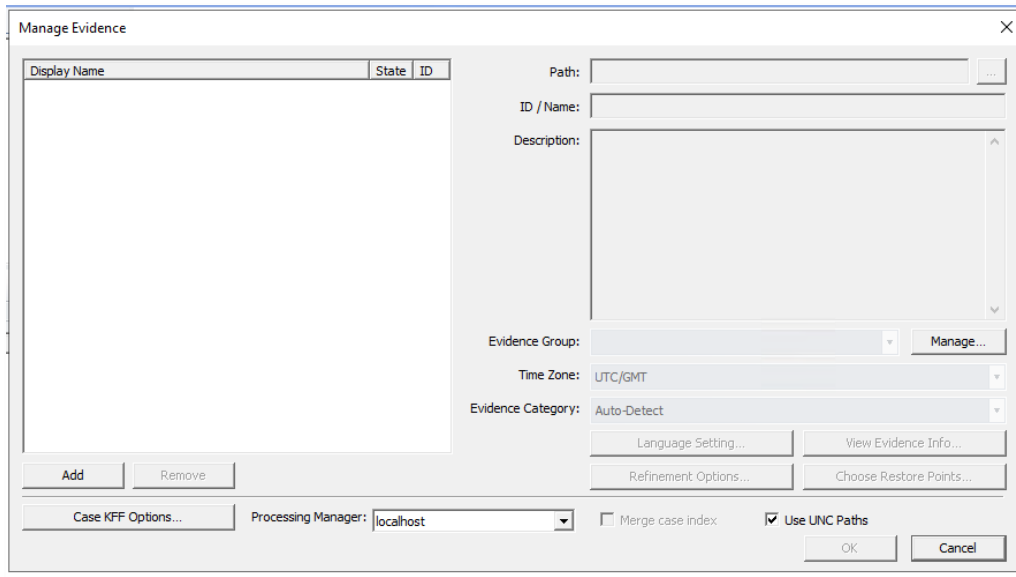 Manage Evidence
Display Name State ID
Path: ...
ID / Name:
Description:
Evidence Group: Manage...
Time Zone: UTC/GMT
Evidence Category: Auto-Detect
Language Setting... View Evidence Info...
Add Remove Refinement Options... Choose Restore Points...
Case KFF Options... Processing Manager: localhost Merge case index Use UNC Paths
OK Cancel